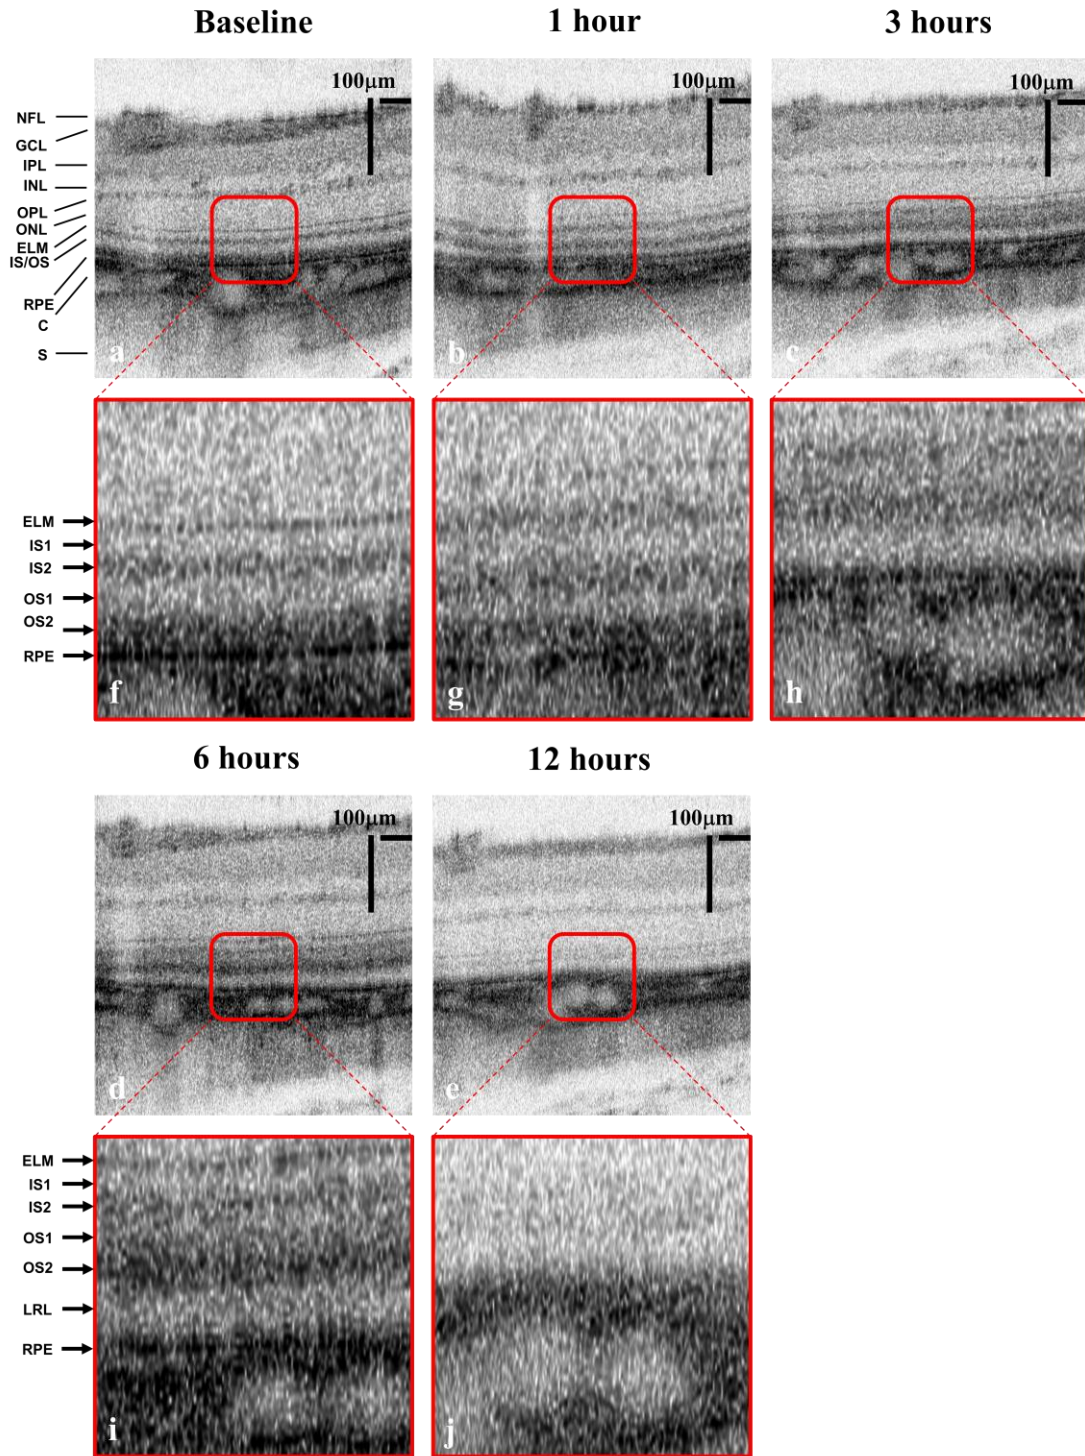 Baseline
1 hour
3 hours
100μm
100μm
100μm
NFL
GCL
IPL
INL
OPL
ONL
ELM
IS/OS
RPE
C
S
a
b
c
ELM
IS1
IS2
OS1
OS2
RPE
f
g
h
6 hours
12 hours
100μm
100μm
d
e
ELM
IS1
IS2
OS1
OS2
LRL
RPE
i
j